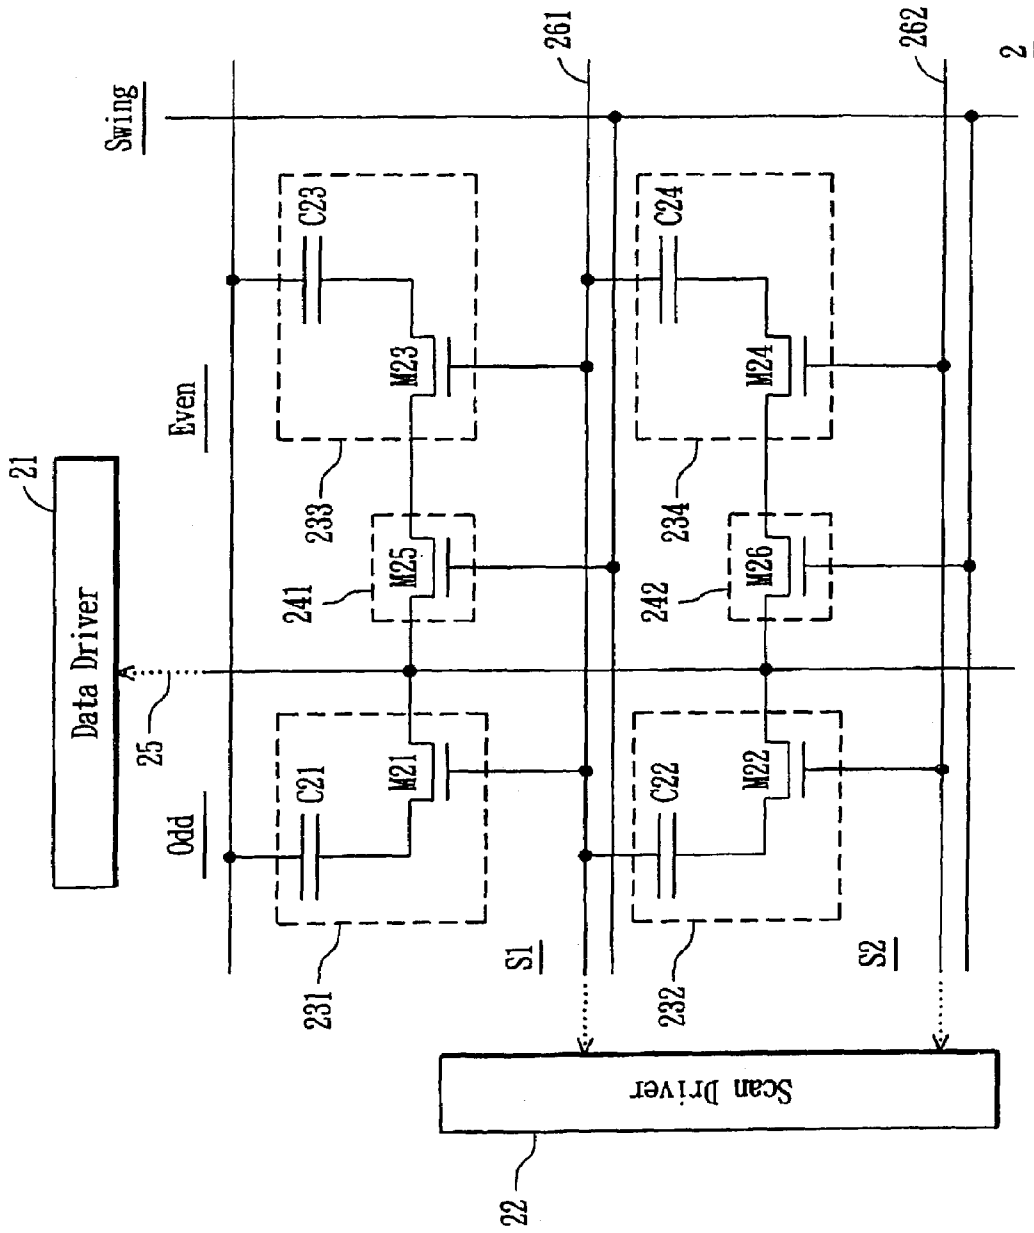 21
Data Driver
25
Odd
Even
Swing
C21
M21
231
241
M25
233
M23
C23
261
S1
C22
M22
232
242
M26
234
M24
C24
262
S2
Scan Driver
22
2